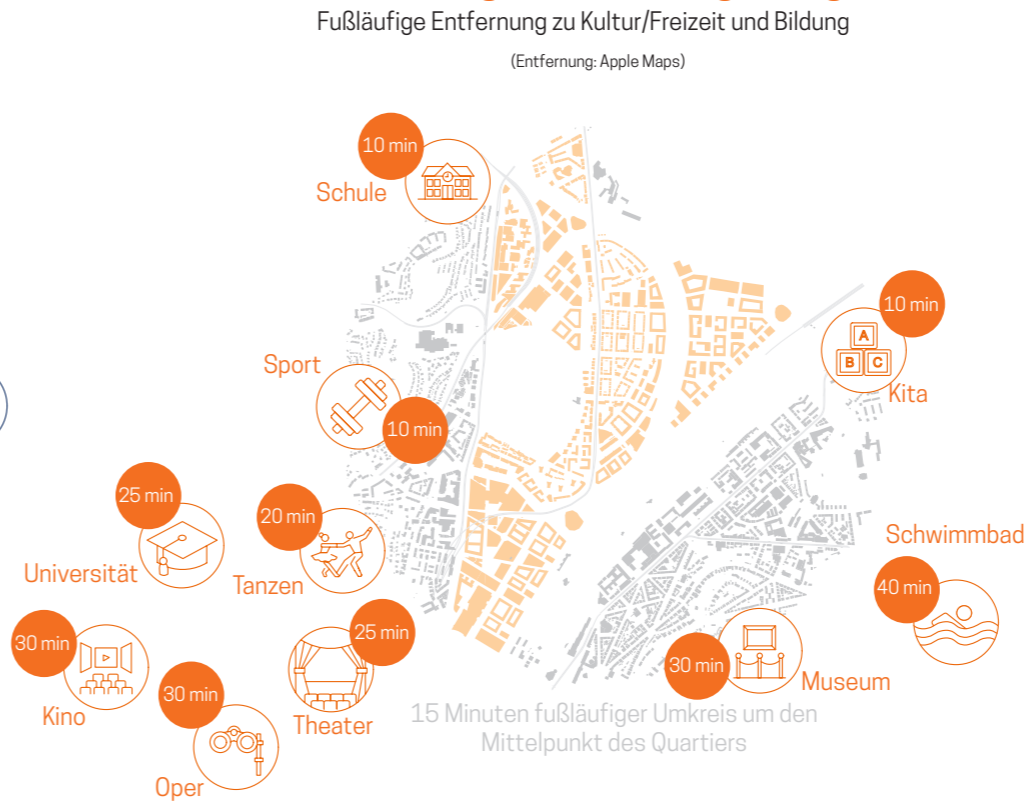 Fußläufige Entfernung zu Kultur/Freizeit und Bildung
(Entfernung: Apple Maps)
10 min
Schule
10 min
A
B C
Kita
Sport
10 min
25 min
Universität
20 min
Tanzen
Schwimmbad
40 min
30 min
Kino
25 min
Theater
30 min
Museum
30 min
Oper
15 Minuten fußläufiger Umkreis um den
Mittelpunkt des Quartiers